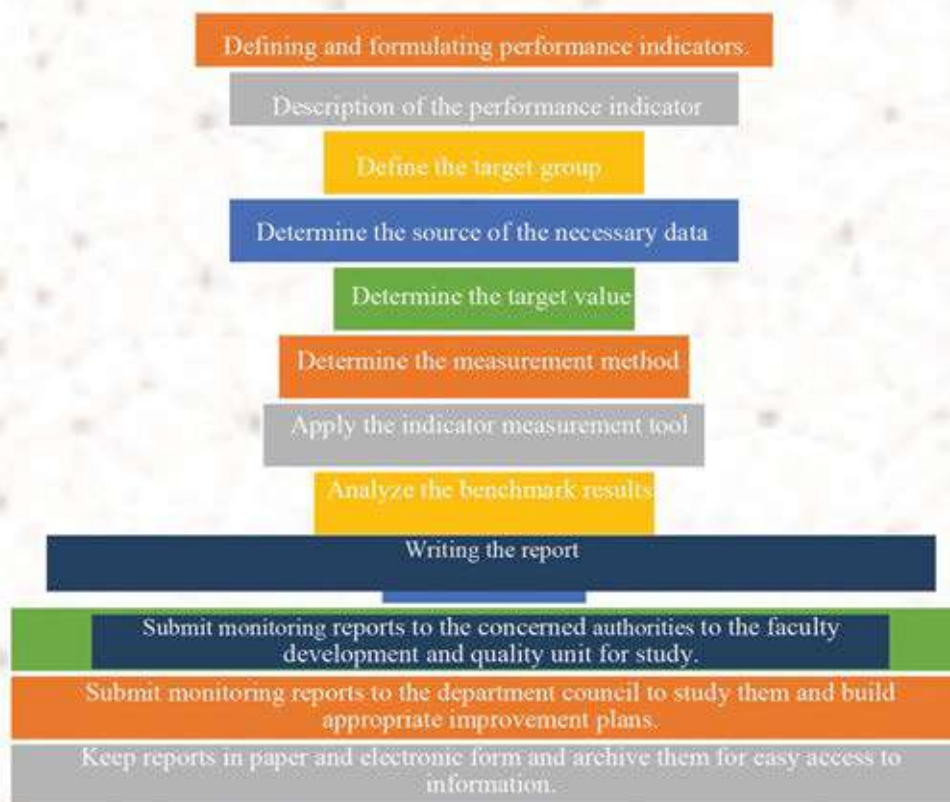 Defining and formulating performance indicators.
Description of the performance indicator
Define the target group
Determine the source of the necessary data
Determine the target value
Determine the measurement method
Apply the indicator measurement tool
Analyze the benchmark results
Writing the report
Submit monitoring reports to the concerned authorities to the faculty
development and quality unit for study.
Submit monitoring reports to the department council to study them and build
appropriate improvement plans.
Keep reports in paper and electronic form and archive them for easy access to
information.